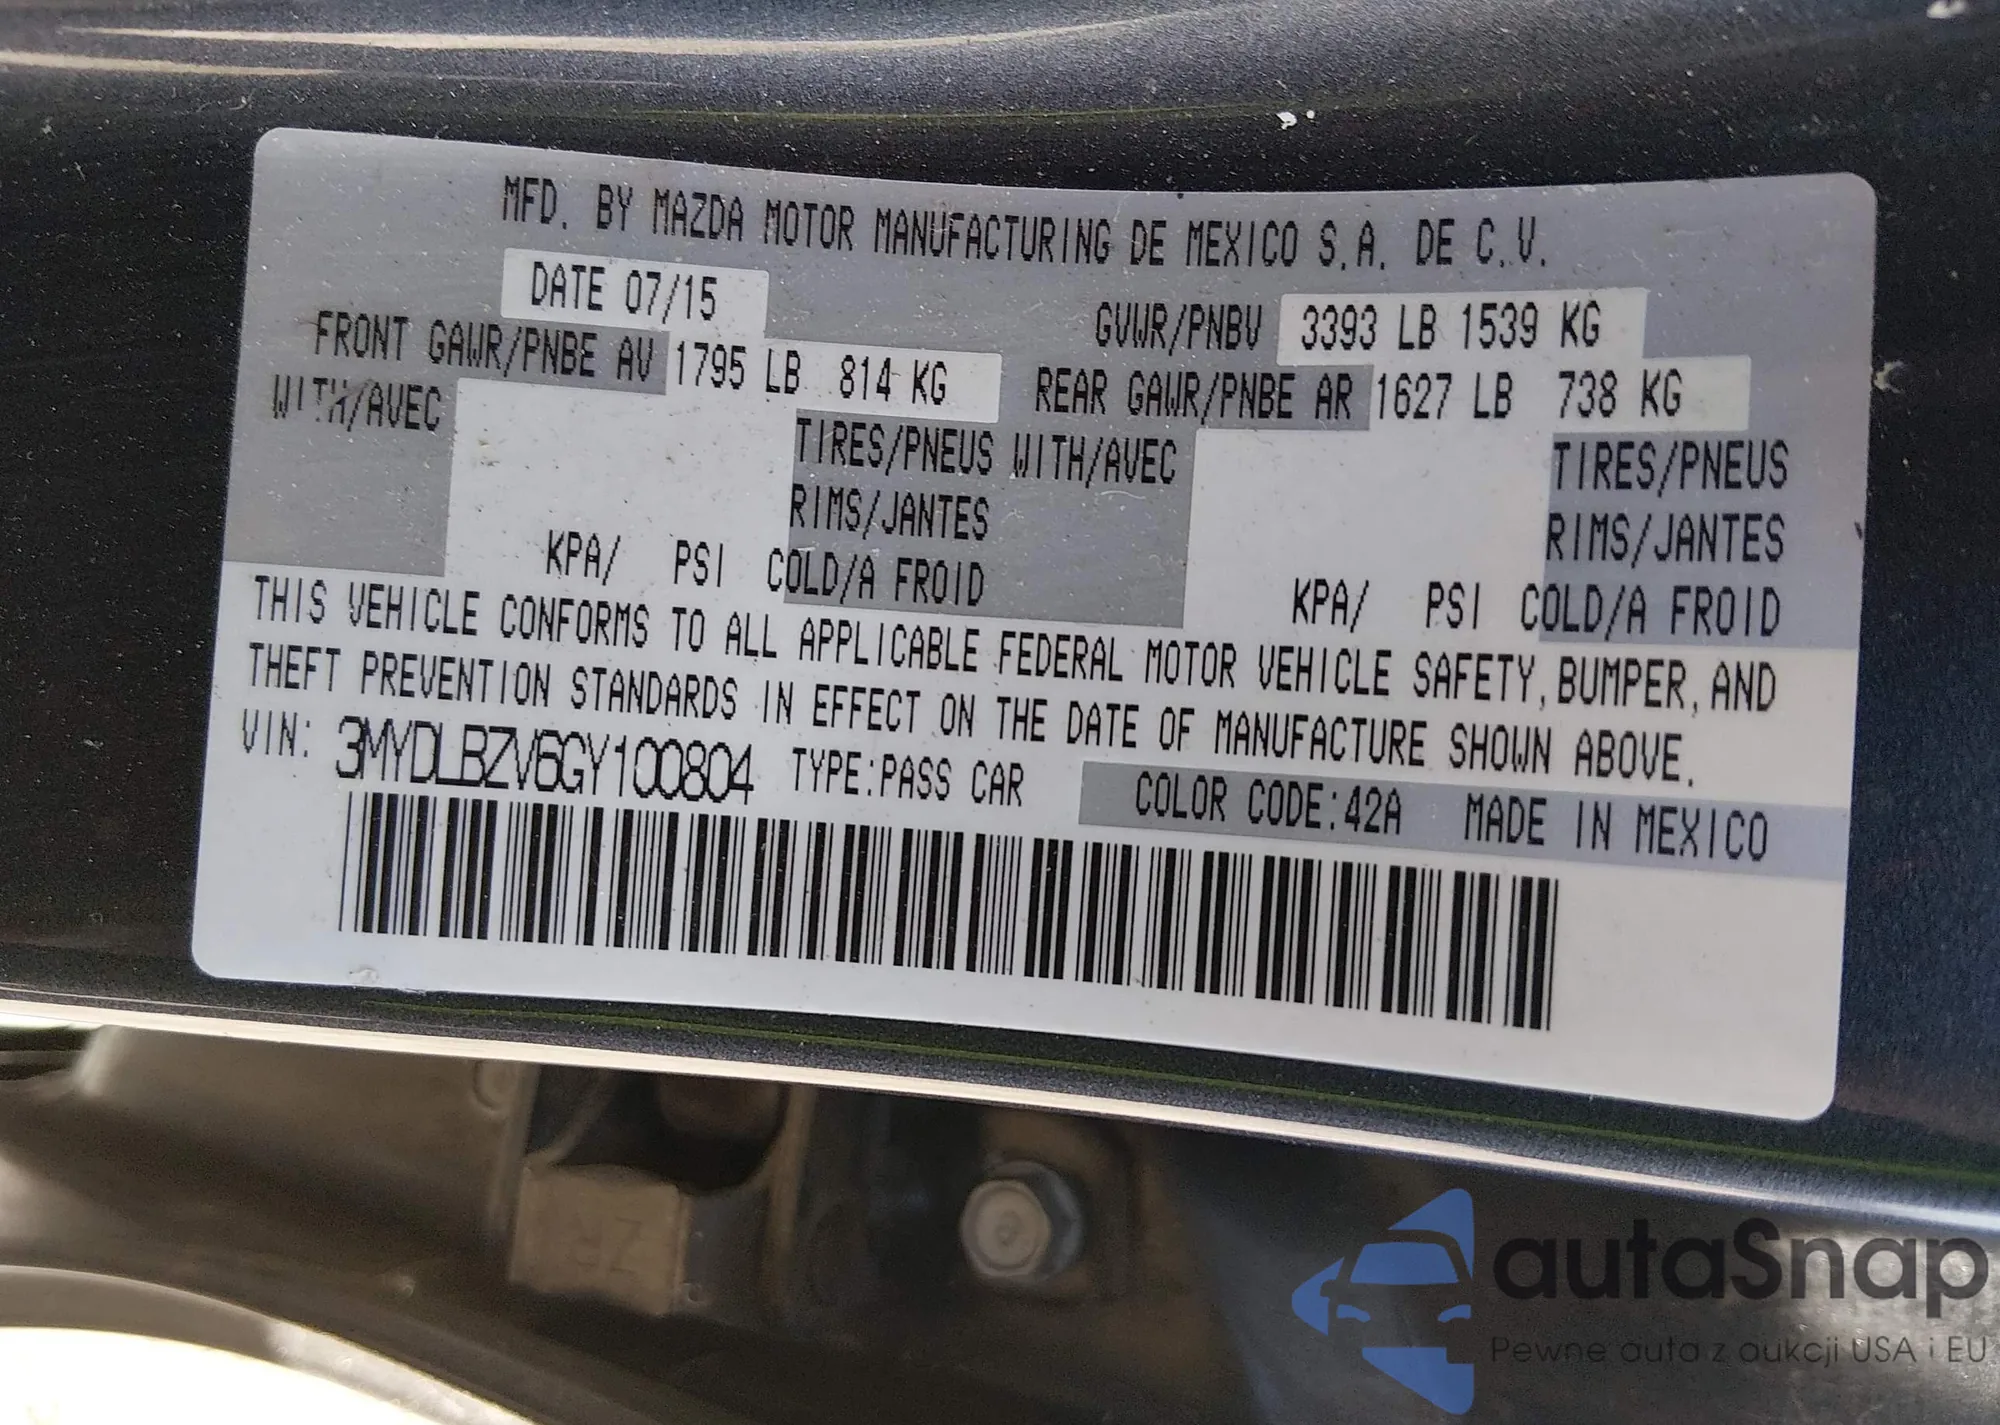 MFD. BY MAZDA MOTOR MANUFACTURING DE MEXICO S.A. DE C.V.
DATE 07/15
GVWR/PNBV 3393 LB 1539 KG
FRONT GAWR/PNBE AV 1795 LB 814 KG
REAR GAWR/PNBE AR 1627 LB 738 KG
WITH/AVEC TIRES/PNEUS WITH/AVEC TIRES/PNEUS
RIMS/JANTES RIMS/JANTES
KPA/ PSI COLD/A FROID KPA/ PSI COLD/A FROID
THIS VEHICLE CONFORMS TO ALL APPLICABLE FEDERAL MOTOR VEHICLE SAFETY, BUMPER, AND
THEFT PREVENTION STANDARDS IN EFFECT ON THE DATE OF MANUFACTURE SHOWN ABOVE.
VIN: 3MYDLBZV6GY100804 TYPE:PASS CAR
COLOR CODE:42A MADE IN MEXICO
autaSnap
Pewne auta z aukcji USA i EU